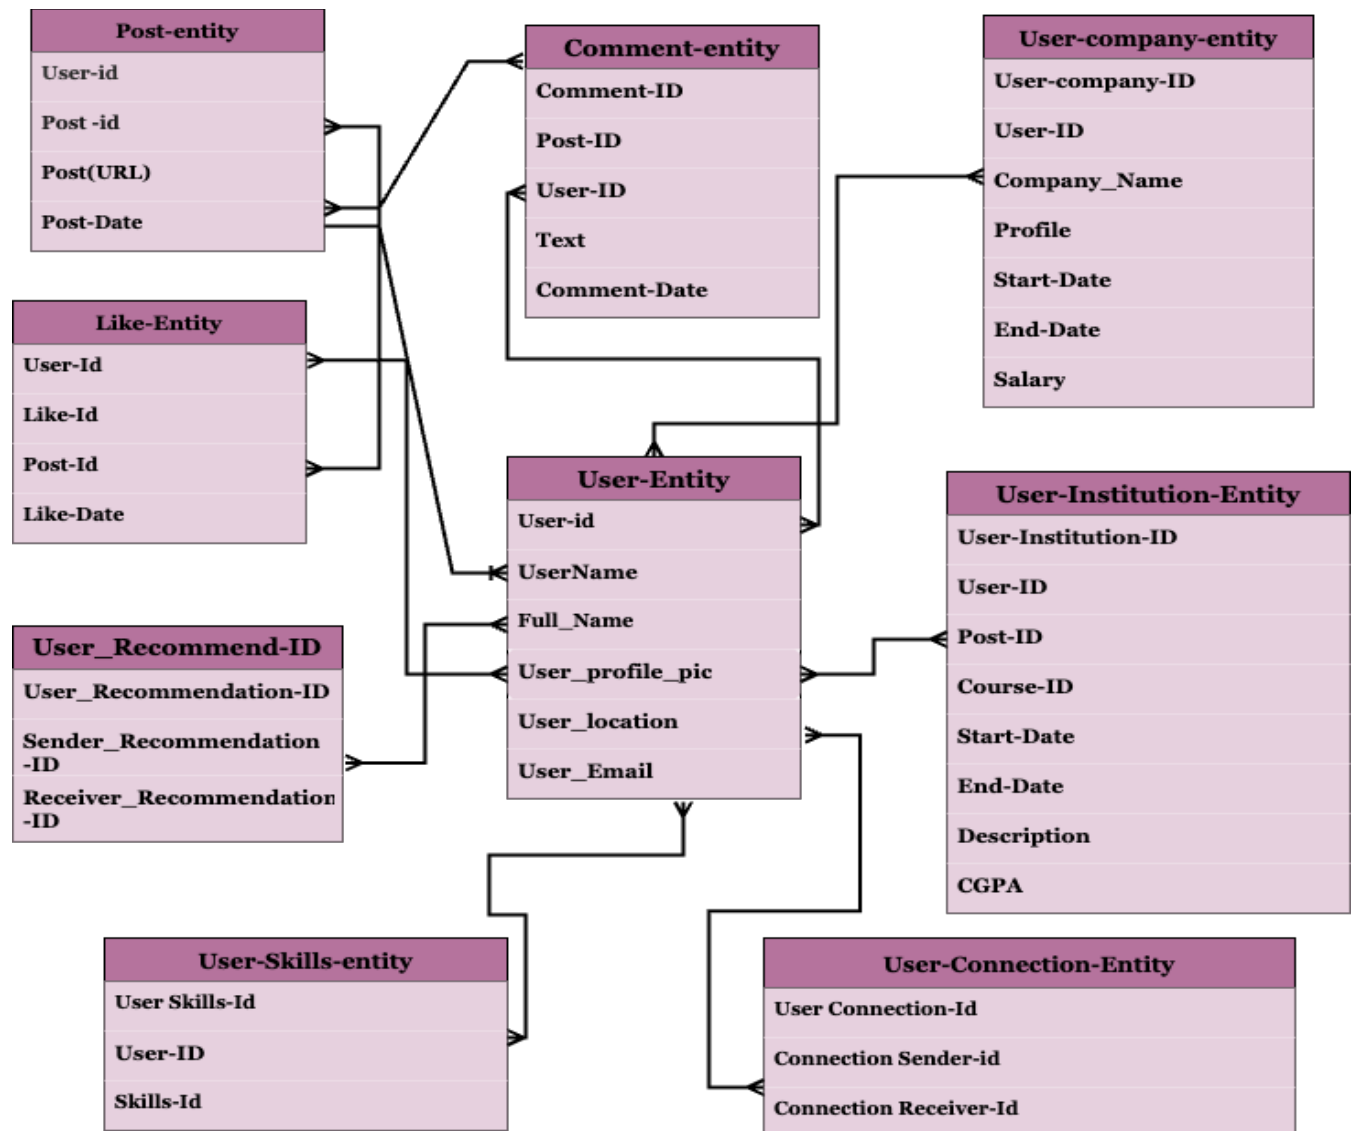 Post-entity
User-id
Post -id
Post(URL)
Post-Date
Comment-entity
Comment-ID
Post-ID
User-ID
Text
Comment-Date
User-company-entity
User-company-ID
User-ID
Company_Name
Profile
Start-Date
End-Date
Salary
Like-Entity
User-Id
Like-Id
Post-Id
Like-Date
User-Entity
User-id
UserName
Full_Name
User_profile_pic
User_location
User_Email
User-Institution-Entity
User-Institution-ID
User-ID
Post-ID
Course-ID
Start-Date
End-Date
Description
CGPA
User_Recommend-ID
User_Recommendation-ID
Sender_Recommendation
-ID
Receiver_Recommendation
-ID
User-Skills-entity
User Skills-Id
User-ID
Skills-Id
User-Connection-Entity
User Connection-Id
Connection Sender-id
Connection Receiver-Id